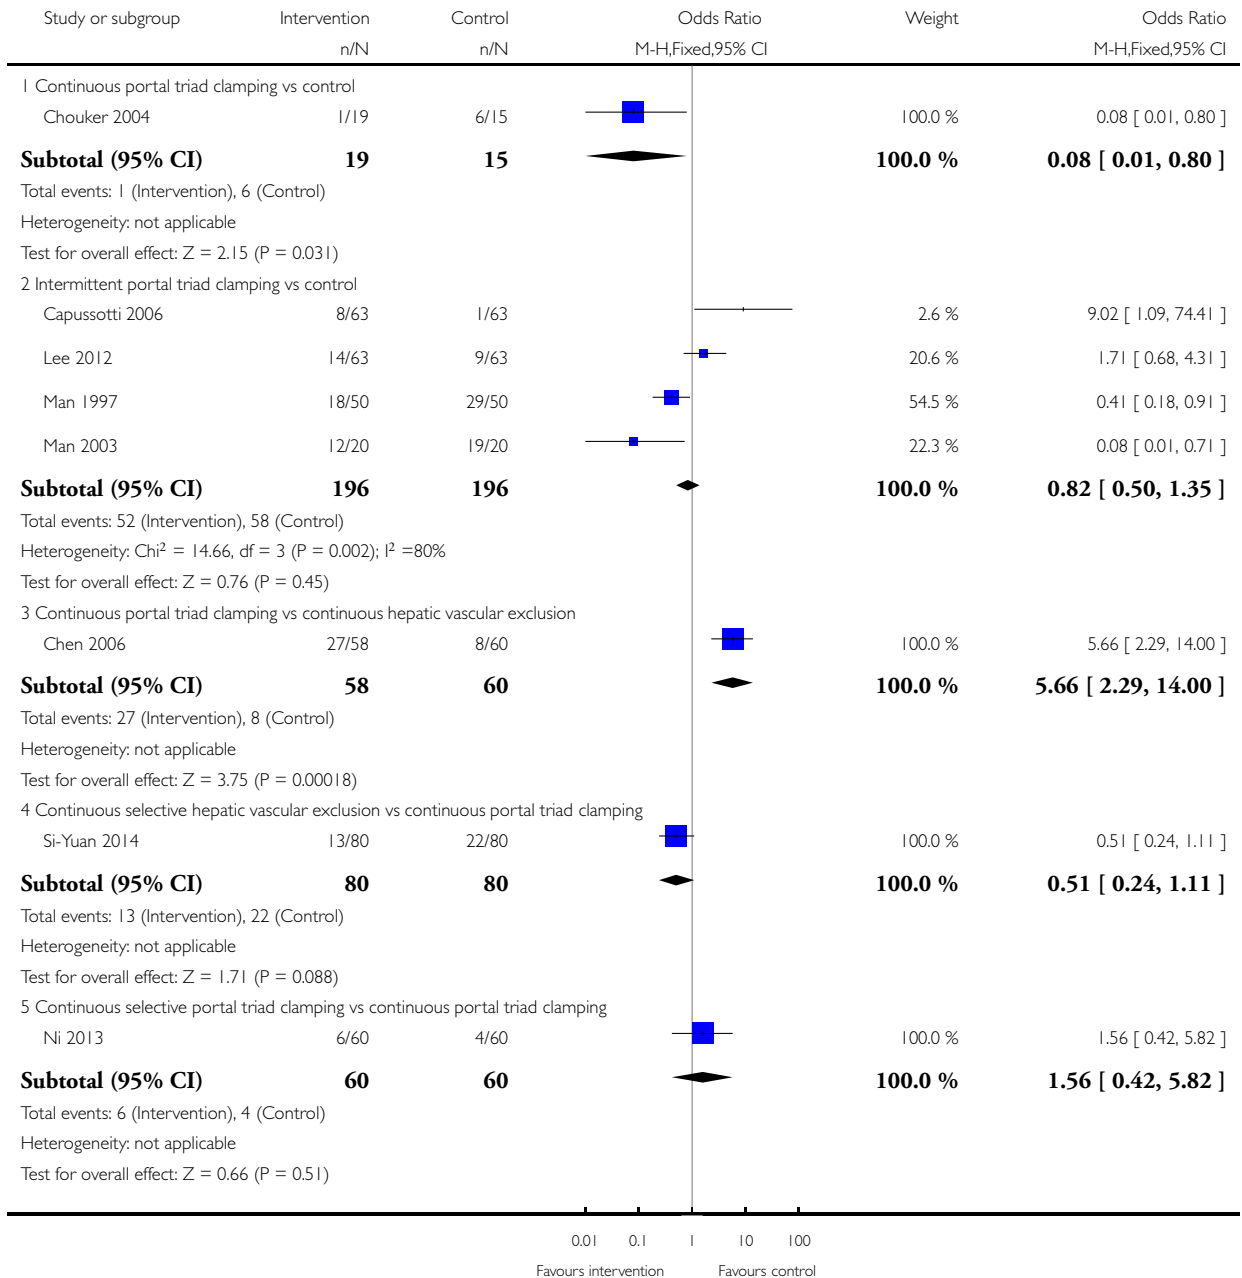 Study or subgroup Intervention Control Odds Ratio Weight Odds Ratio
n/N n/N M-H,Fixed,95% CI M-H,Fixed,95% CI
1 Continuous portal triad clamping vs control
Chouker 2004 1/19 6/15 100.0 % 0.08 [ 0.01, 0.80 ]
Subtotal (95% CI) 19 15 100.0 % 0.08 [ 0.01, 0.80 ]
Total events: 1 (Intervention), 6 (Control)
Heterogeneity: not applicable
Test for overall effect: Z = 2.15 (P = 0.031)
2 Intermittent portal triad clamping vs control
Capussotti 2006 8/63 1/63 2.6 % 9.02 [ 1.09, 74.41 ]
Lee 2012 14/63 9/63 20.6 % 1.71 [ 0.68, 4.31 ]
Man 1997 18/50 29/50 54.5 % 0.41 [ 0.18, 0.91 ]
Man 2003 12/20 19/20 22.3 % 0.08 [ 0.01, 0.71 ]
Subtotal (95% CI) 196 196 100.0 % 0.82 [ 0.50, 1.35 ]
Total events: 52 (Intervention), 58 (Control)
Heterogeneity: Chi² = 14.66, df = 3 (P = 0.002); I² =80%
Test for overall effect: Z = 0.76 (P = 0.45)
3 Continuous portal triad clamping vs continuous hepatic vascular exclusion
Chen 2006 27/58 8/60 100.0 % 5.66 [ 2.29, 14.00 ]
Subtotal (95% CI) 58 60 100.0 % 5.66 [ 2.29, 14.00 ]
Total events: 27 (Intervention), 8 (Control)
Heterogeneity: not applicable
Test for overall effect: Z = 3.75 (P = 0.00018)
4 Continuous selective hepatic vascular exclusion vs continuous portal triad clamping
Si-Yuan 2014 13/80 22/80 100.0 % 0.51 [ 0.24, 1.11 ]
Subtotal (95% CI) 80 80 100.0 % 0.51 [ 0.24, 1.11 ]
Total events: 13 (Intervention), 22 (Control)
Heterogeneity: not applicable
Test for overall effect: Z = 1.71 (P = 0.088)
5 Continuous selective portal triad clamping vs continuous portal triad clamping
Ni 2013 6/60 4/60 100.0 % 1.56 [ 0.42, 5.82 ]
Subtotal (95% CI) 60 60 100.0 % 1.56 [ 0.42, 5.82 ]
Total events: 6 (Intervention), 4 (Control)
Heterogeneity: not applicable
Test for overall effect: Z = 0.66 (P = 0.51)
0.01 0.1 1 10 100
Favours intervention Favours control